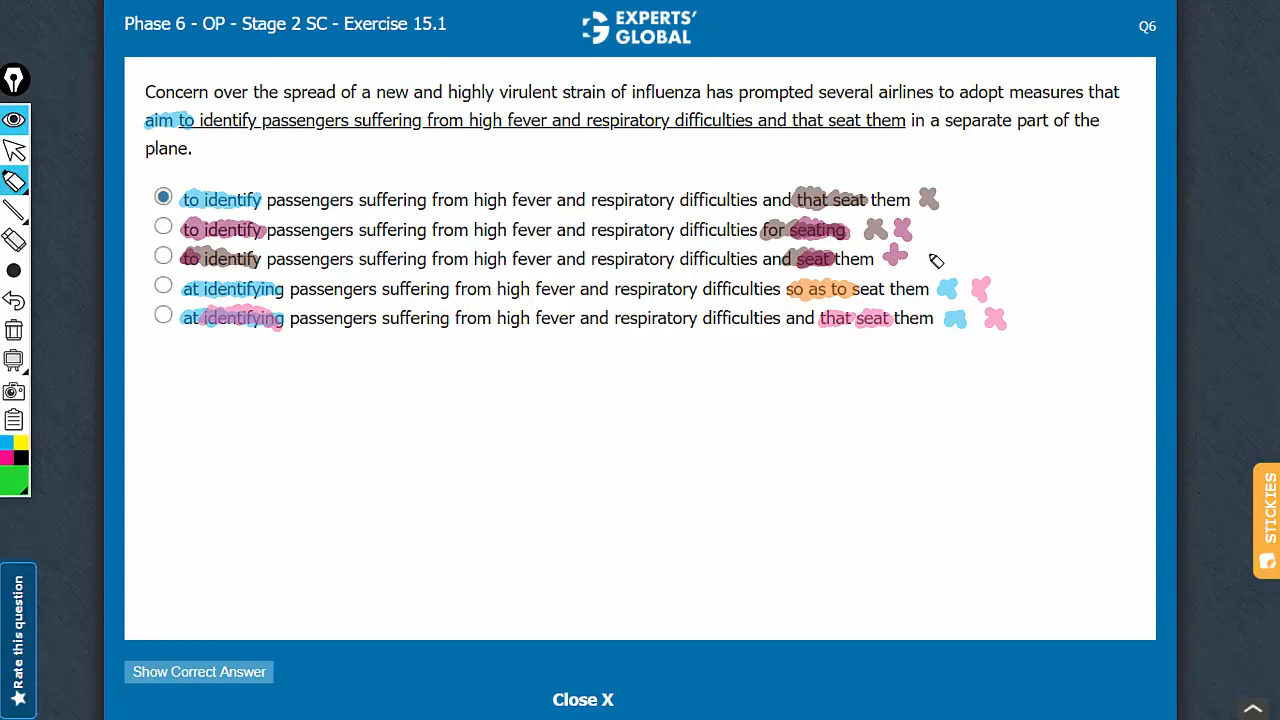 Phase 6 - OP - Stage 2 SC - Exercise 15.1
EXPERTS'
GLOBAL
Q6
Concern over the spread of a new and highly virulent strain of influenza has prompted several airlines to adopt measures that
aim to identify passengers suffering from high fever and respiratory difficulties and that seat them in a separate part of the
plane.
to identify passengers suffering from high fever and respiratory difficulties and that seat them
to identify passengers suffering from high fever and respiratory difficulties for seating
to identify passengers suffering from high fever and respiratory difficulties and seat them
at identifying passengers suffering from high fever and respiratory difficulties so as to seat them
at identifying passengers suffering from high fever and respiratory difficulties and that seat them
STICKIES
Rate this question
Show Correct Answer
Close X